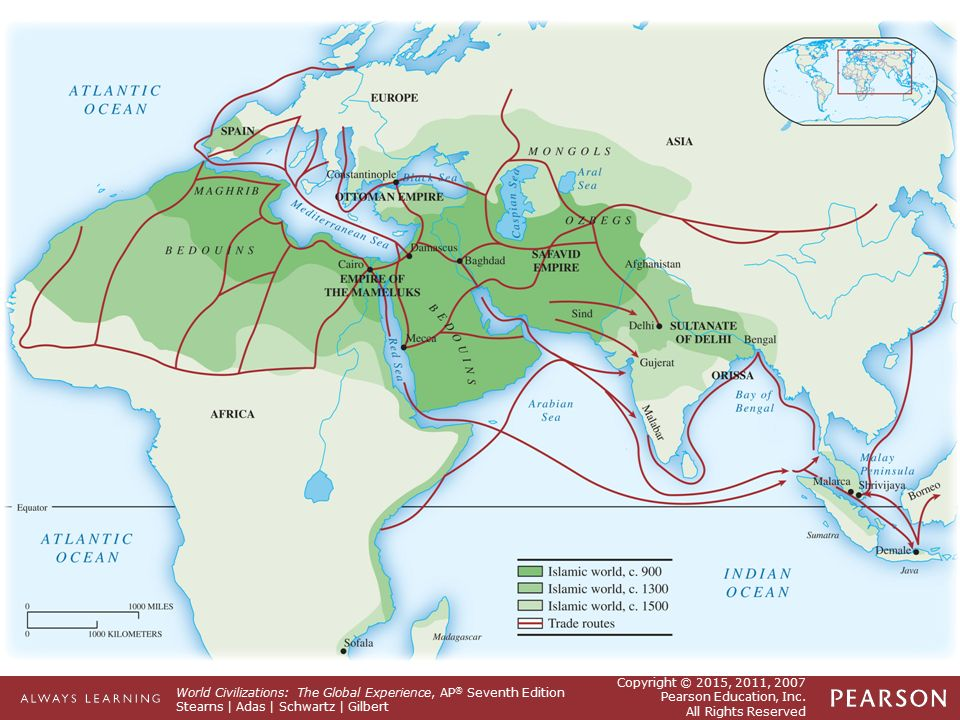 ATLANTIC
OCEAN
EUROPE
SPAIN
ASIA
MONGOLS
Constantinople
Black Sea
Aral
Sea
Caspian Sea
MAGHRIB
OTTOMAN EMPIRE
Mediterranean Sea
OZBEGS
BEDOUINS
Damascus
Cairo
Baghdad
SAFAVID
EMPIRE
Afghanistan
EMPIRE OF
THE MAMELUKS
BEDOUINS
Sind
Delhi
SULTANATE
OF DELHI
Bengal
Mecca
Red Sea
Gujerat
ORISSA
AFRICA
Arabian
Sea
Malabar
Bay of
Bengal
Malay
Peninsula
Malarca
Shrivijaya
Borneo
Equator
ATLANTIC
OCEAN
Sumatra
Demale
Java
INDIAN
OCEAN
Islamic world, c. 900
Islamic world, c. 1300
Islamic world, c. 1500
Trade routes
0 1000 MILES
0 1000 KILOMETERS
Sofala
Madagascar
ALWAYS LEARNING
World Civilizations: The Global Experience, AP® Seventh Edition
Stearns | Adas | Schwartz | Gilbert
Copyright © 2015, 2011, 2007
Pearson Education, Inc.
All Rights Reserved
PEARSON